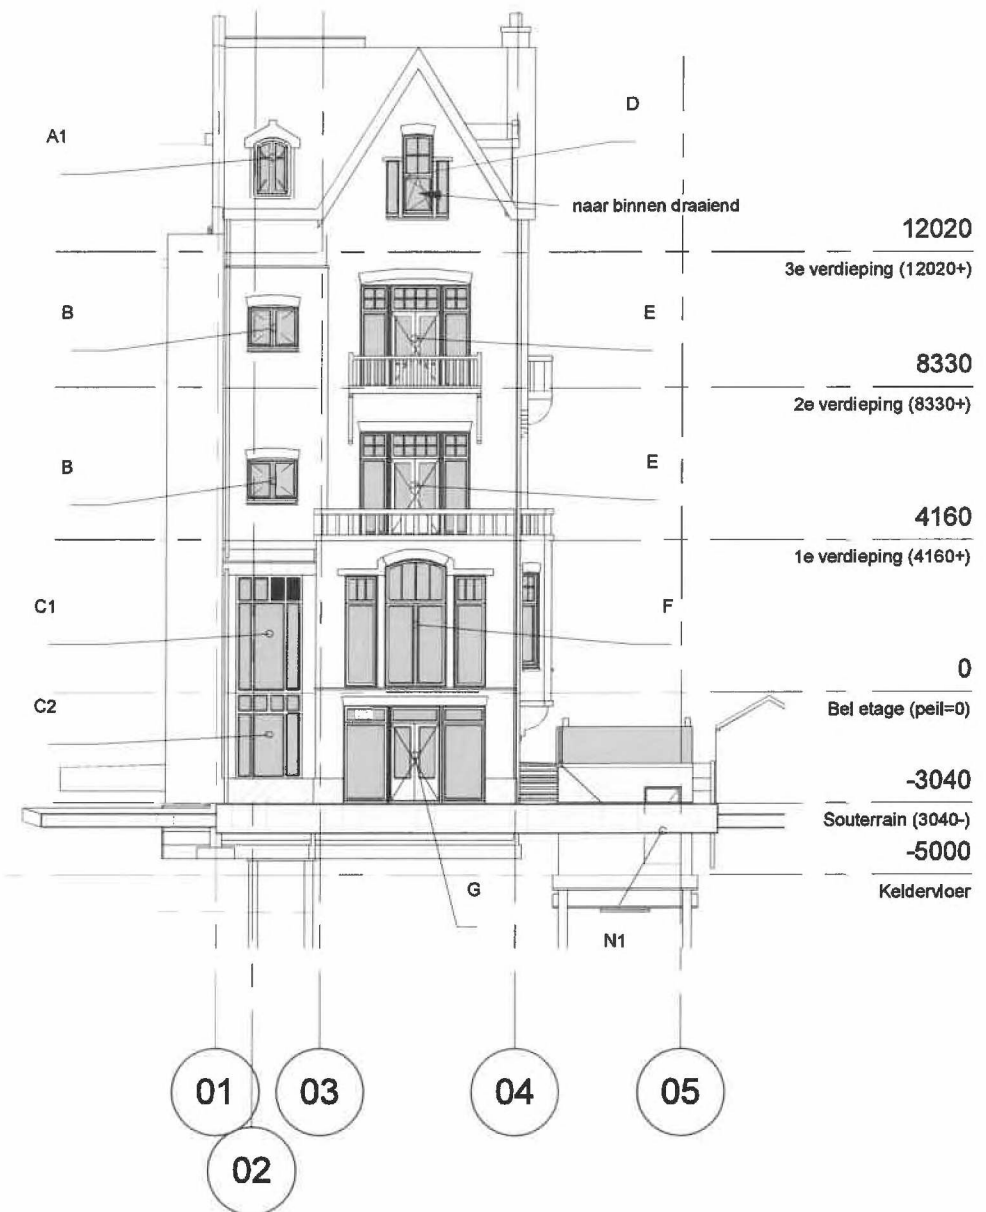 D
A1
naar binnen draaiend
12020
3e verdieping (12020+)
B
E
8330
2e verdieping (8330+)
B
E
4160
1e verdieping (4160+)
C1
F
0
Bel etage (peil=0)
C2
-3040
Souterrain (3040-)
-5000
Keldervloer
G
N1
01
03
04
05
02